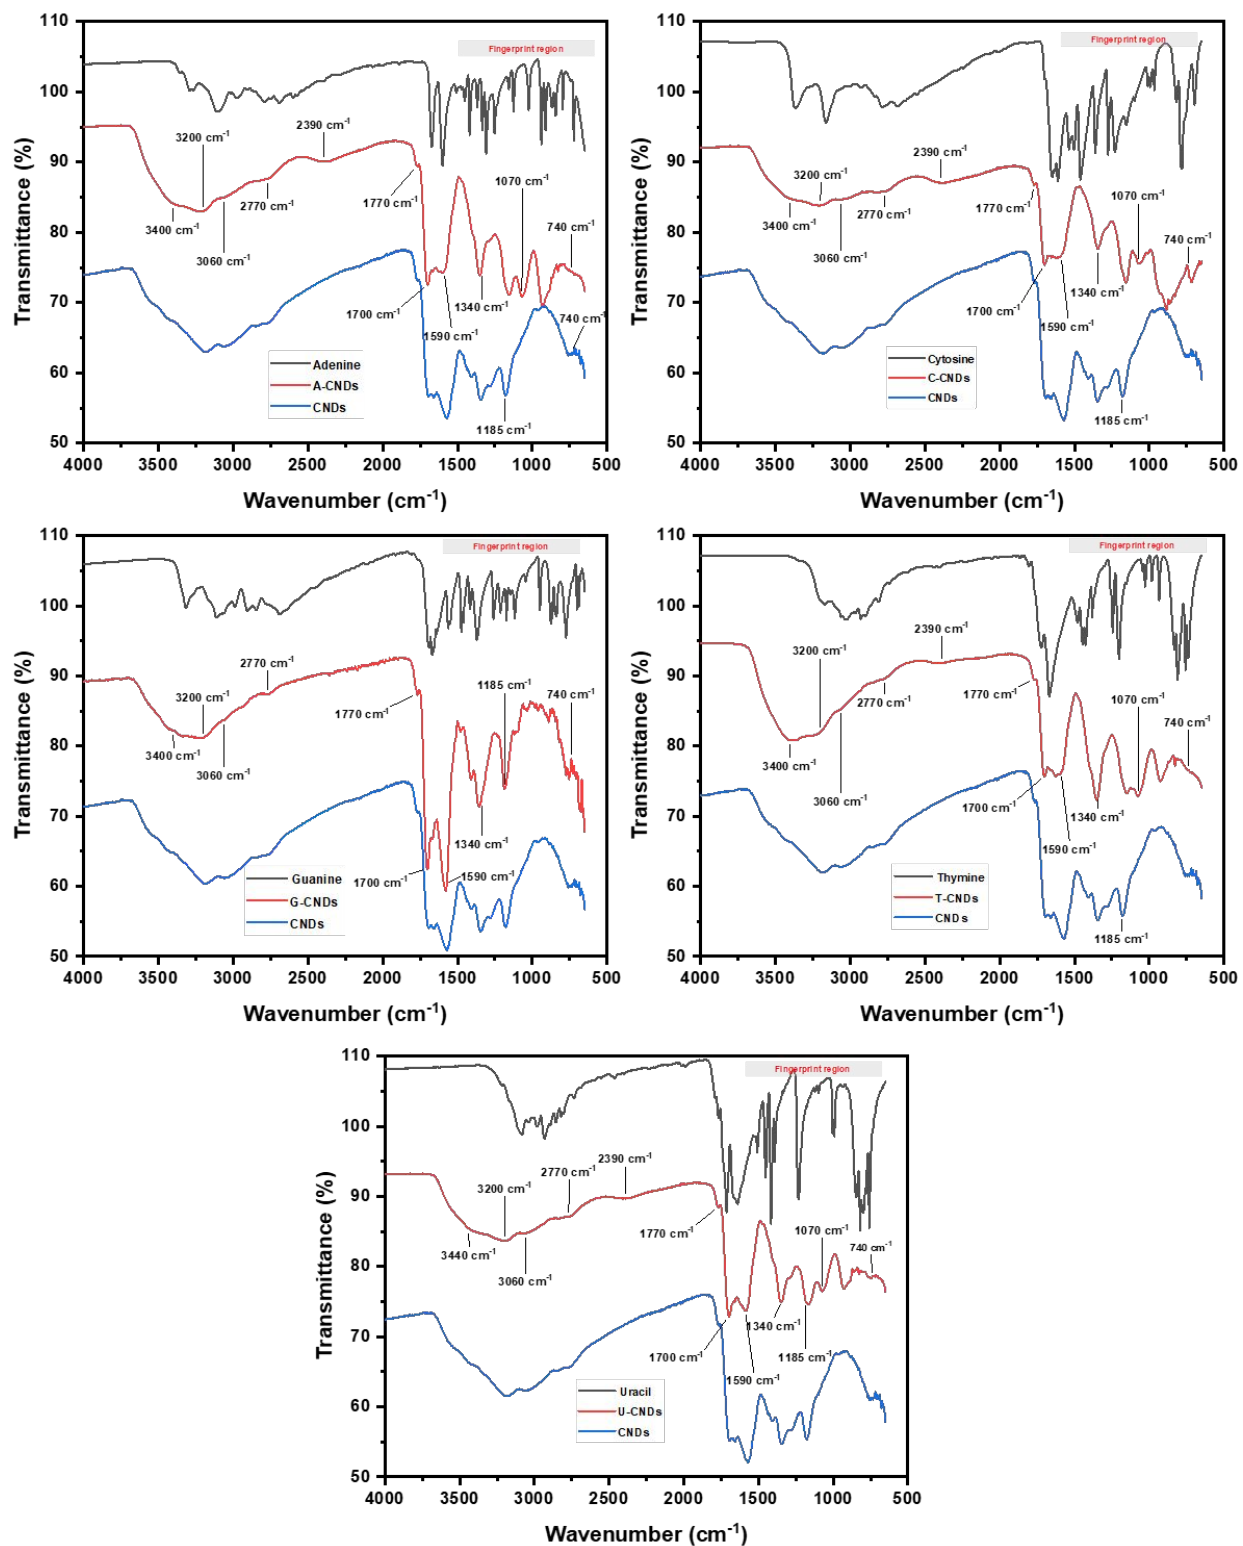 110
100
90
80
70
60
50
Transmittance (%)
Fingerprint region
2390 cm-1
3200 cm-1
1070 cm-1
2770 cm-1
1770 cm-1
3400 cm-1
740 cm-1
3060 cm-1
1340 cm-1
1700 cm-1
740 cm-1
1590 cm-1
Adenine
A-CNDs
CNDs
1185 cm-1
4000 3500 3000 2500 2000 1500 1000 500
Wavenumber (cm-1)
110
100
90
80
70
60
50
Transmittance (%)
Fingerprint region
2390 cm-1
3200 cm-1
1070 cm-1
2770 cm-1
1770 cm-1
3400 cm-1
740 cm-1
3060 cm-1
1340 cm-1
1700 cm-1
1590 cm-1
Cytosine
C-CNDs
CNDs
1185 cm-1
4000 3500 3000 2500 2000 1500 1000 500
Wavenumber (cm-1)
110
100
90
80
70
60
50
Transmittance (%)
Fingerprint region
2770 cm-1
3200 cm-1
1185 cm-1
740 cm-1
1770 cm-1
3400 cm-1
3060 cm-1
1340 cm-1
1700 cm-1
1590 cm-1
Guanine
G-CNDs
CNDs
4000 3500 3000 2500 2000 1500 1000 500
Wavenumber (cm-1)
110
100
90
80
70
60
50
Transmittance (%)
Fingerprint region
2390 cm-1
3200 cm-1
1770 cm-1
2770 cm-1
1070 cm-1
740 cm-1
3400 cm-1
3060 cm-1
1700 cm-1
1340 cm-1
1590 cm-1
Thymine
T-CNDs
CNDs
1185 cm-1
4000 3500 3000 2500 2000 1500 1000 500
Wavenumber (cm-1)
110
100
90
80
70
60
50
Transmittance (%)
Fingerprint region
2390 cm-1
2770 cm-1
3200 cm-1
1070 cm-1
1770 cm-1
3440 cm-1
740 cm-1
3060 cm-1
1340 cm-1
1700 cm-1
1185 cm-1
1590 cm-1
Uracil
U-CNDs
CNDs
4000 3500 3000 2500 2000 1500 1000 500
Wavenumber (cm-1)